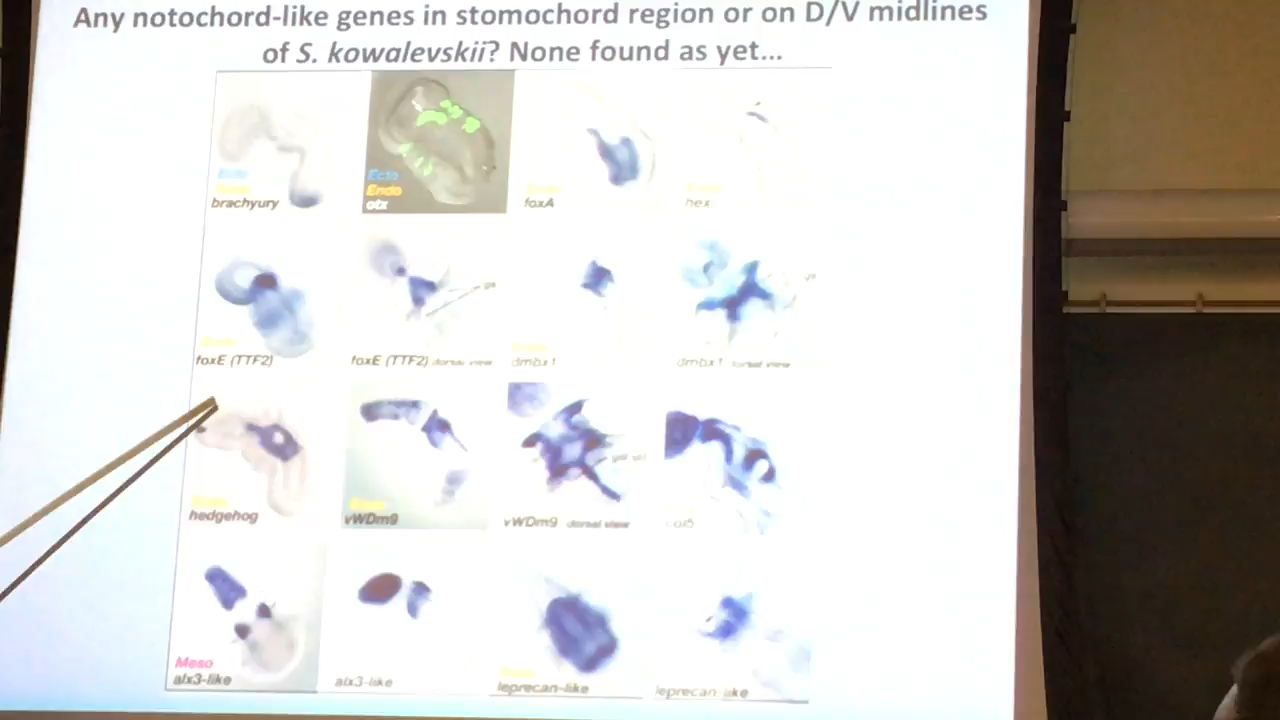 Any notochord-like genes in stomochord region or on D/V midlines
of S. kowalevskii? None found as yet...
Ecto
Ecto
Endo
brachyury
otx
foxA
hex
foxE (TTF2)
foxE (TTF2) dorsal view
dmbx1
dmbx1 dorsal view
hedgehog
vWDm9
vWDm9 dorsal view
Meso
alx3-like
alx3-like
leprecan-like
leprecan-like